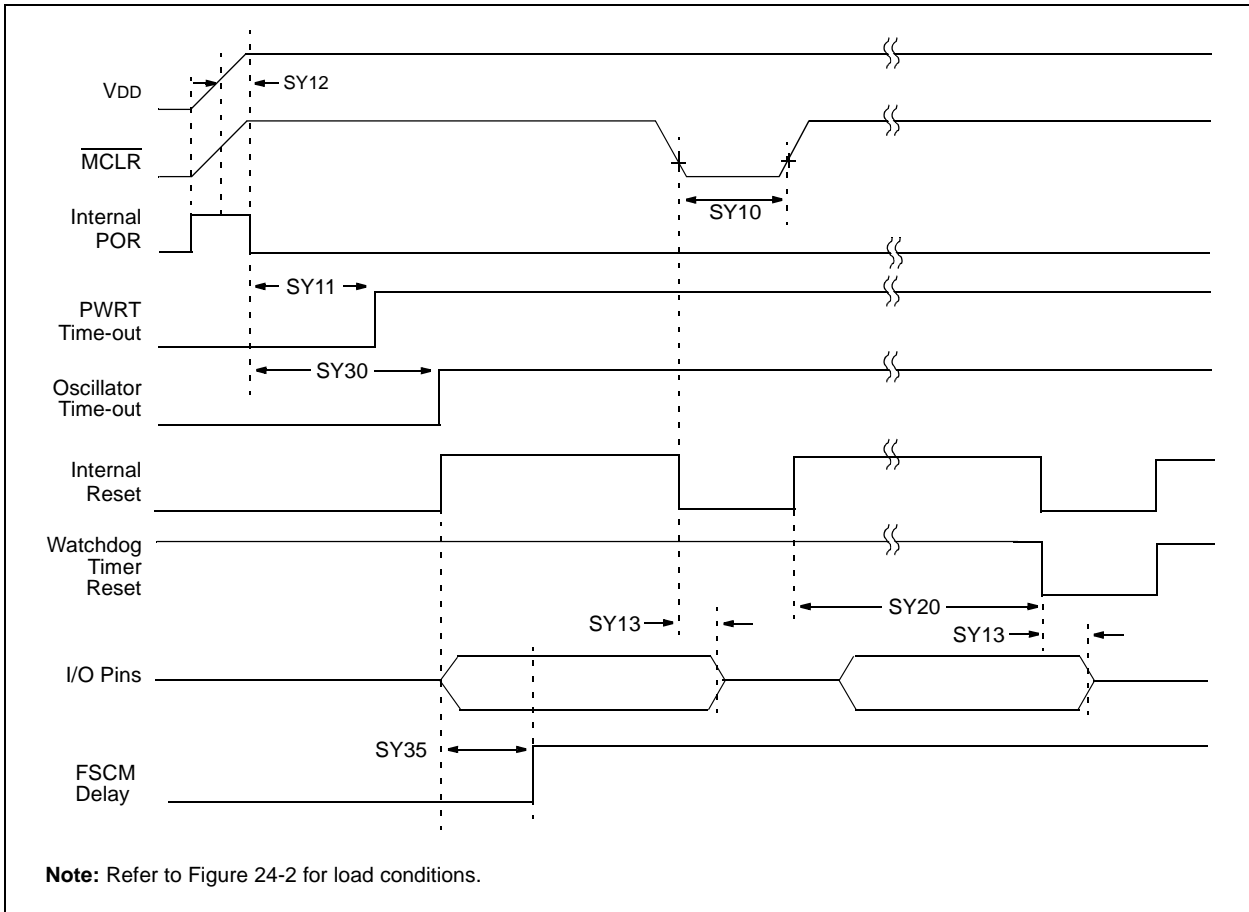 VDD
SY12
MCLR
SY10
Internal
POR
SY11
PWRT
Time-out
SY30
Oscillator
Time-out
Internal
Reset
Watchdog
Timer
Reset
SY20
SY13
SY13
I/O Pins
SY35
FSCM
Delay
Note: Refer to Figure 24-2 for load conditions.